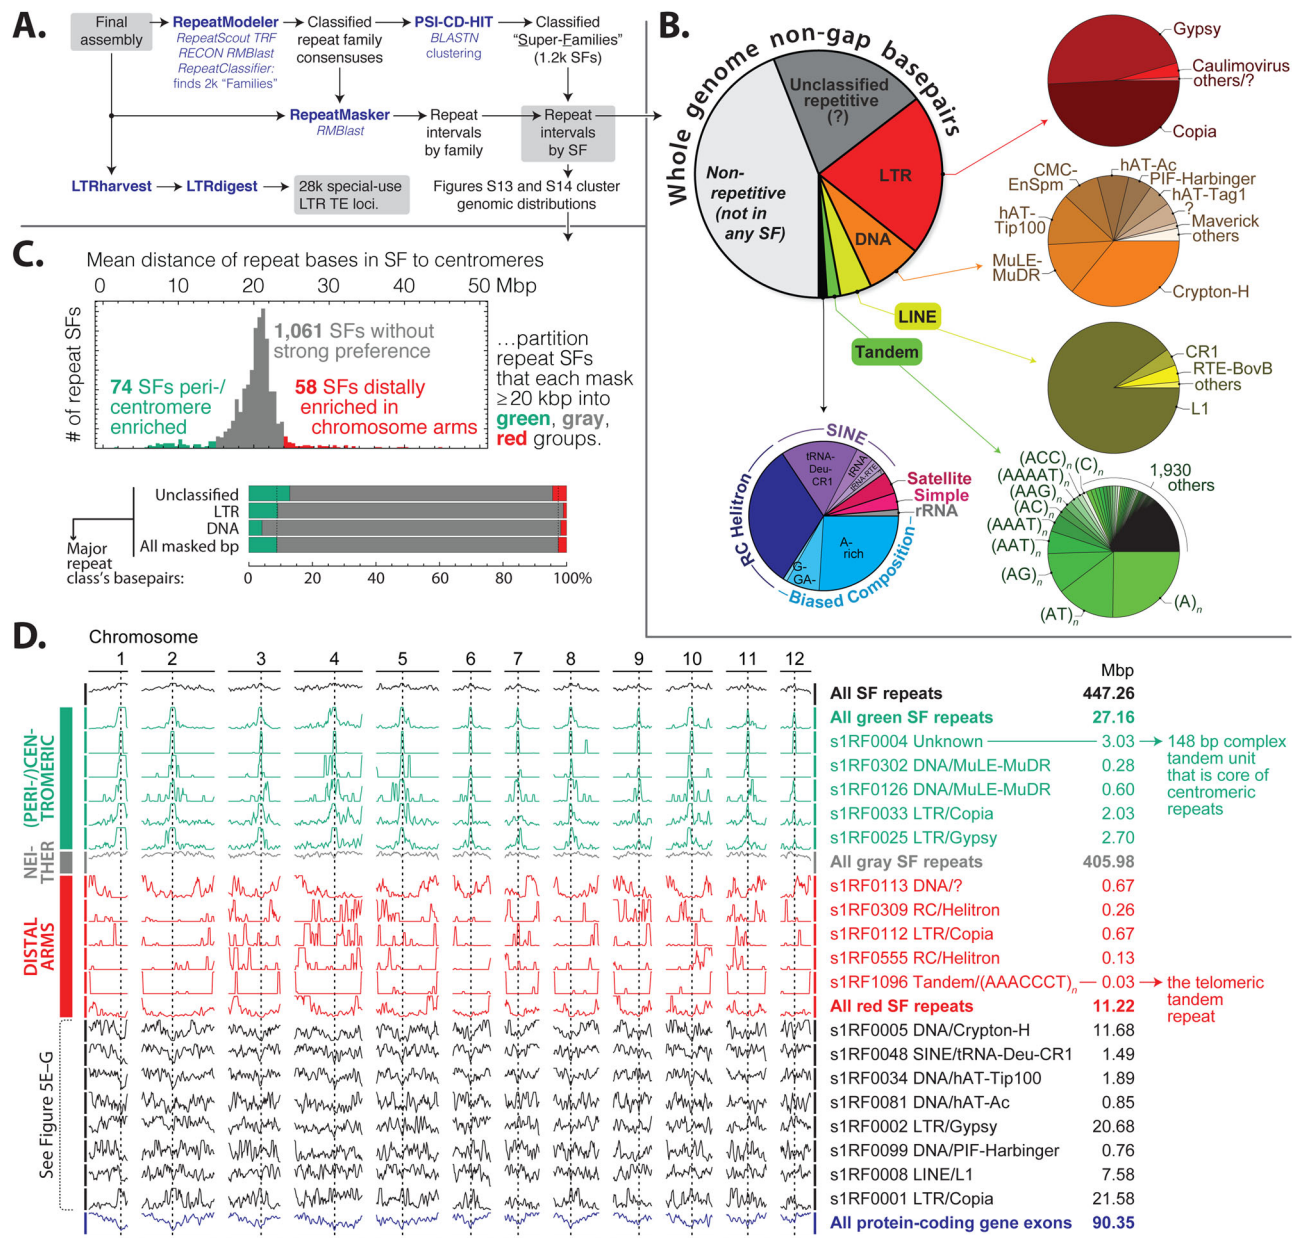 A.
Final
assembly
RepeatModeler
RepeatScout TRF
RECON RMBlast
RepeatClassifier:
finds 2k “Families”
Classified
repeat family
consensuses
PSI-CD-HIT
BLASTN
clustering
Classified
“Super-Families”
(1.2k SFs)
RepeatMasker
RMBlast
Repeat
intervals
by family
Repeat
intervals
by SF
LTRharvest
LTRdigest
28k special-use
LTR TE loci.
Figures S13 and S14 cluster
genomic distributions
B.
Whole genome non-gap basepairs
Unclassified
repetitive
(?)
LTR
DNA
Non-
repetitive
(not in
any SF)
LINE
Tandem
Gypsy
Caulimovirus
others/?
Copia
CMC-
EnSpm
hAT-Ac
PIF-Harbinger
hAT-Tag1
?
Maverick
others
hAT-
Tip100
MuLE-
MuDR
Crypton-H
CR1
RTE-BovB
others
L1
(ACC)n
(C)n
1,930
others
(AAAAT)n
(AAG)n
(AC)n
(AAAT)n
(AAT)n
(AG)n
(AT)n
(A)n
SINE
tRNA-
Deu-
CR1
tRNA
tRNA-RTE
Satellite
Simple
rRNA
RC Helitron
A-
rich
G-
GA-
Biased Composition
C.
Mean distance of repeat bases in SF to centromeres
0 10 20 30 40 50 Mbp
# of repeat SFs
1,061 SFs without
strong preference
74 SFs peri-/
centromere
enriched
58 SFs distally
enriched in
chromosome arms
...partition
repeat SFs
that each mask
≥20 kbp into
green, gray,
red groups.
Unclassified
LTR
DNA
All masked bp
Major
repeat
class's basepairs:
0 20 40 60 80 100%
D.
Chromosome
1 2 3 4 5 6 7 8 9 10 11 12
Mbp
(PERI-/)CEN-
TROMERIC
NEI-
THER
DISTAL
ARMS
See Figure 5E–G
All SF repeats 447.26
All green SF repeats 27.16
s1RF0004 Unknown 3.03
148 bp complex
tandem unit
that is core of
centromeric
repeats
s1RF0302 DNA/MuLE-MuDR 0.28
s1RF0126 DNA/MuLE-MuDR 0.60
s1RF0033 LTR/Copia 2.03
s1RF0025 LTR/Gypsy 2.70
All gray SF repeats 405.98
s1RF0113 DNA/? 0.67
s1RF0309 RC/Helitron 0.26
s1RF0112 LTR/Copia 0.67
s1RF0555 RC/Helitron 0.13
s1RF1096 Tandem/(AAACCCT)n 0.03
the telomeric
tandem
repeat
All red SF repeats 11.22
s1RF0005 DNA/Crypton-H 11.68
s1RF0048 SINE/tRNA-Deu-CR1 1.49
s1RF0034 DNA/hAT-Tip100 1.89
s1RF0081 DNA/hAT-Ac 0.85
s1RF0002 LTR/Gypsy 20.68
s1RF0099 DNA/PIF-Harbinger 0.76
s1RF0008 LINE/L1 7.58
s1RF0001 LTR/Copia 21.58
All protein-coding gene exons 90.35